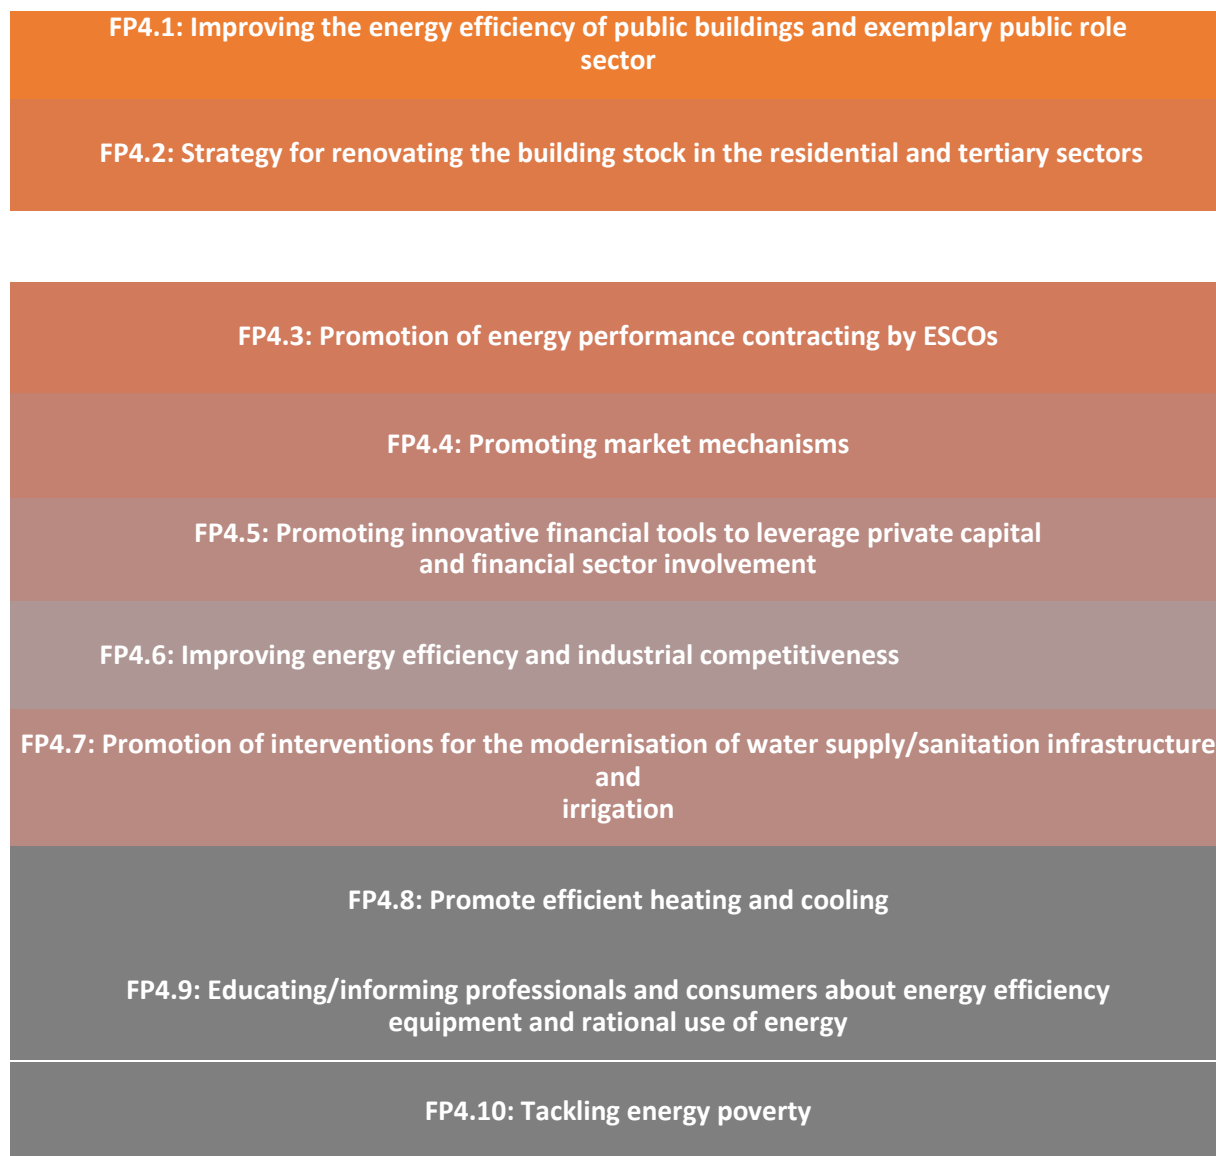 FP4.1: Improving the energy efficiency of public buildings and exemplary public role
sector
FP4.2: Strategy for renovating the building stock in the residential and tertiary sectors
FP4.3: Promotion of energy performance contracting by ESCOs
FP4.4: Promoting market mechanisms
FP4.5: Promoting innovative financial tools to leverage private capital
and financial sector involvement
FP4.6: Improving energy efficiency and industrial competitiveness
FP4.7: Promotion of interventions for the modernisation of water supply/sanitation infrastructure
and
irrigation
FP4.8: Promote efficient heating and cooling
FP4.9: Educating/informing professionals and consumers about energy efficiency
equipment and rational use of energy
FP4.10: Tackling energy poverty